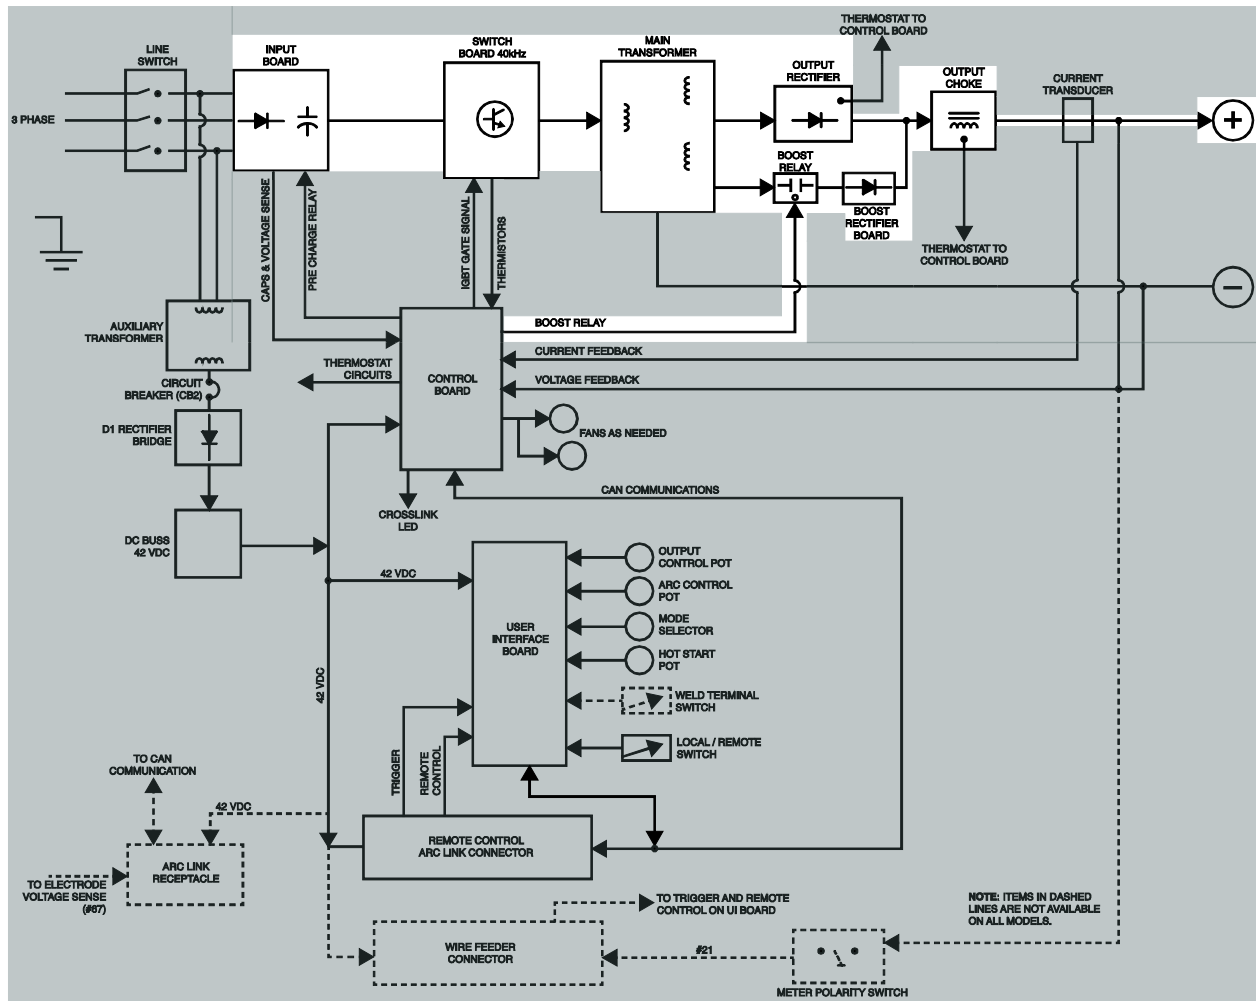 THERMOSTAT TO
CONTROL BOARD
LINE
SWITCH
INPUT
BOARD
SWITCH
BOARD 40kHz
MAIN
TRANSFORMER
OUTPUT
RECTIFIER
OUTPUT
CHOKE
CURRENT
TRANSDUCER
3 PHASE
+
BOOST
RELAY
BOOST
RECTIFIER
BOARD
THERMOSTAT TO
CONTROL BOARD
CAPS & VOLTAGE SENSE
PRE CHARGE RELAY
IGBT GATE SIGNAL
THERMISTORS
−
AUXILIARY
TRANSFORMER
BOOST RELAY
CURRENT FEEDBACK
THERMOSTAT
CIRCUITS
CONTROL
BOARD
VOLTAGE FEEDBACK
CIRCUIT
BREAKER (CB2)
D1 RECTIFIER
BRIDGE
FANS AS NEEDED
CAN COMMUNICATIONS
CROSSLINK
LED
DC BUSS
42 VDC
42 VDC
USER
INTERFACE
BOARD
OUTPUT
CONTROL POT
ARC CONTROL
POT
MODE
SELECTOR
HOT START
POT
WELD TERMINAL
SWITCH
LOCAL / REMOTE
SWITCH
42 VDC
TRIGGER
REMOTE
CONTROL
TO CAN
COMMUNICATION
42 VDC
REMOTE CONTROL
ARC LINK CONNECTOR
ARC LINK
RECEPTACLE
TO ELECTRODE
VOLTAGE SENSE
(#67)
TO TRIGGER AND REMOTE
CONTROL ON UI BOARD
NOTE: ITEMS IN DASHED
LINES ARE NOT AVAILABLE
ON ALL MODELS.
WIRE FEEDER
CONNECTOR
#21
METER POLARITY SWITCH